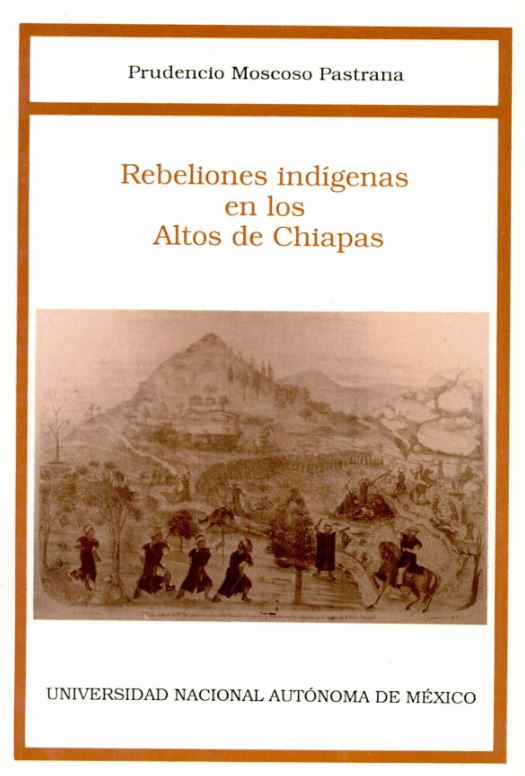 Prudencio Moscoso Pastrana
Rebeliones indígenas
en los
Altos de Chiapas
UNIVERSIDAD NACIONAL AUTÓNOMA DE MÉXICO